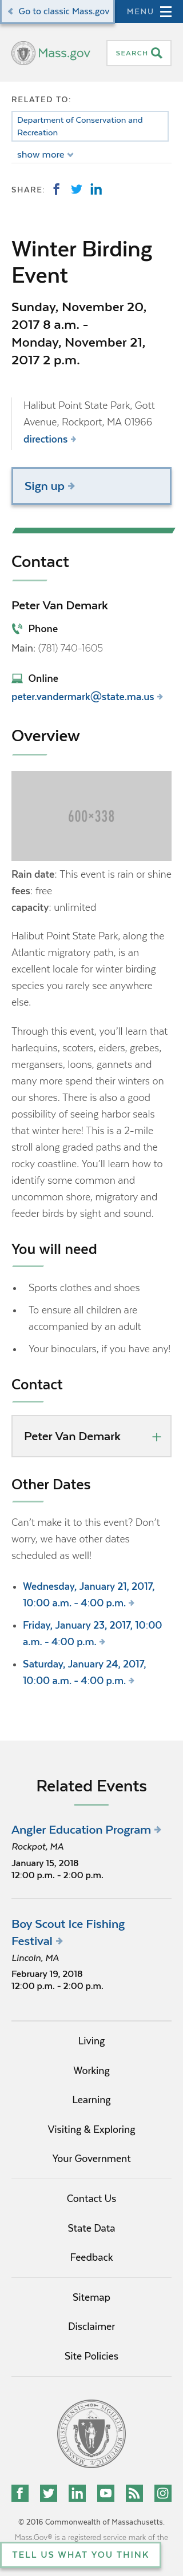 Go to classic Mass.gov
MENU
Mass.gov
SEARCH
RELATED TO:
Department of Conservation and
Recreation
show more
SHARE:
Winter Birding
Event
Sunday, November 20,
2017 8 a.m. -
Monday, November 21,
2017 2 p.m.
Halibut Point State Park, Gott
Avenue, Rockport, MA 01966
directions
Sign up
Contact
Peter Van Demark
Phone
Main: (781) 740-1605
Online
peter.vandermark@state.ma.us
Overview
600×338
Rain date: This event is rain or shine
fees: free
capacity: unlimited
Halibut Point State Park, along the
Atlantic migratory path, is an
excellent locale for winter birding
species you rarely see anywhere
else.
Through this event, you'll learn that
harlequins, scoters, eiders, grebes,
mergansers, loons, gannets and
many more spend their winters on
our shores. There is also a good
possibility of seeing harbor seals
that winter here! This is a 2-mile
stroll along graded paths and the
rocky coastline. You'll learn how to
identify some common and
uncommon shore, migratory and
feeder birds by sight and sound.
You will need
Sports clothes and shoes
To ensure all children are
accompanied by an adult
Your binoculars, if you have any!
Contact
Peter Van Demark
Other Dates
Can't make it to this event? Don't
worry, we have other dates
scheduled as well!
Wednesday, January 21, 2017,
10:00 a.m. - 4:00 p.m.
Friday, January 23, 2017, 10:00
a.m. - 4:00 p.m.
Saturday, January 24, 2017,
10:00 a.m. - 4:00 p.m.
Related Events
Angler Education Program
Rockpot, MA
January 15, 2018
12:00 p.m. - 2:00 p.m.
Boy Scout Ice Fishing
Festival
Lincoln, MA
February 19, 2018
12:00 p.m. - 2:00 p.m.
Living
Working
Learning
Visiting & Exploring
Your Government
Contact Us
State Data
Feedback
Sitemap
Disclaimer
Site Policies
© 2016 Commonwealth of Massachusetts.
Mass.Gov® is a registered service mark of the
TELL US WHAT YOU THINK